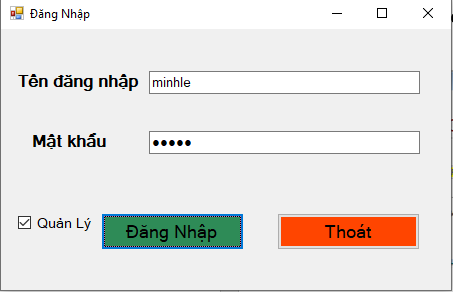 Đăng Nhập
Tên đăng nhập minhle
Mật khẩu •••••
Quản Lý Đăng Nhập Thoát